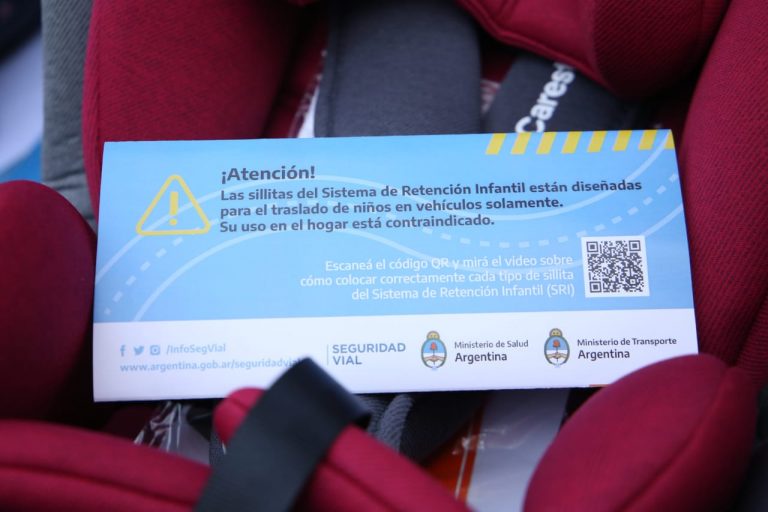 Cares
¡Atención!
Las sillitas del Sistema de Retención Infantil están diseñadas
para el traslado de niños en vehículos solamente.
Su uso en el hogar está contraindicado.
Escaneá el código QR y mirá el video sobre
cómo colocar correctamente cada tipo de sillita
del Sistema de Retención Infantil (SRI)
/InfoSegVial
www.argentina.gob.ar/seguridadvial
SEGURIDAD
VIAL
Ministerio de Salud
Argentina
Ministerio de Transporte
Argentina